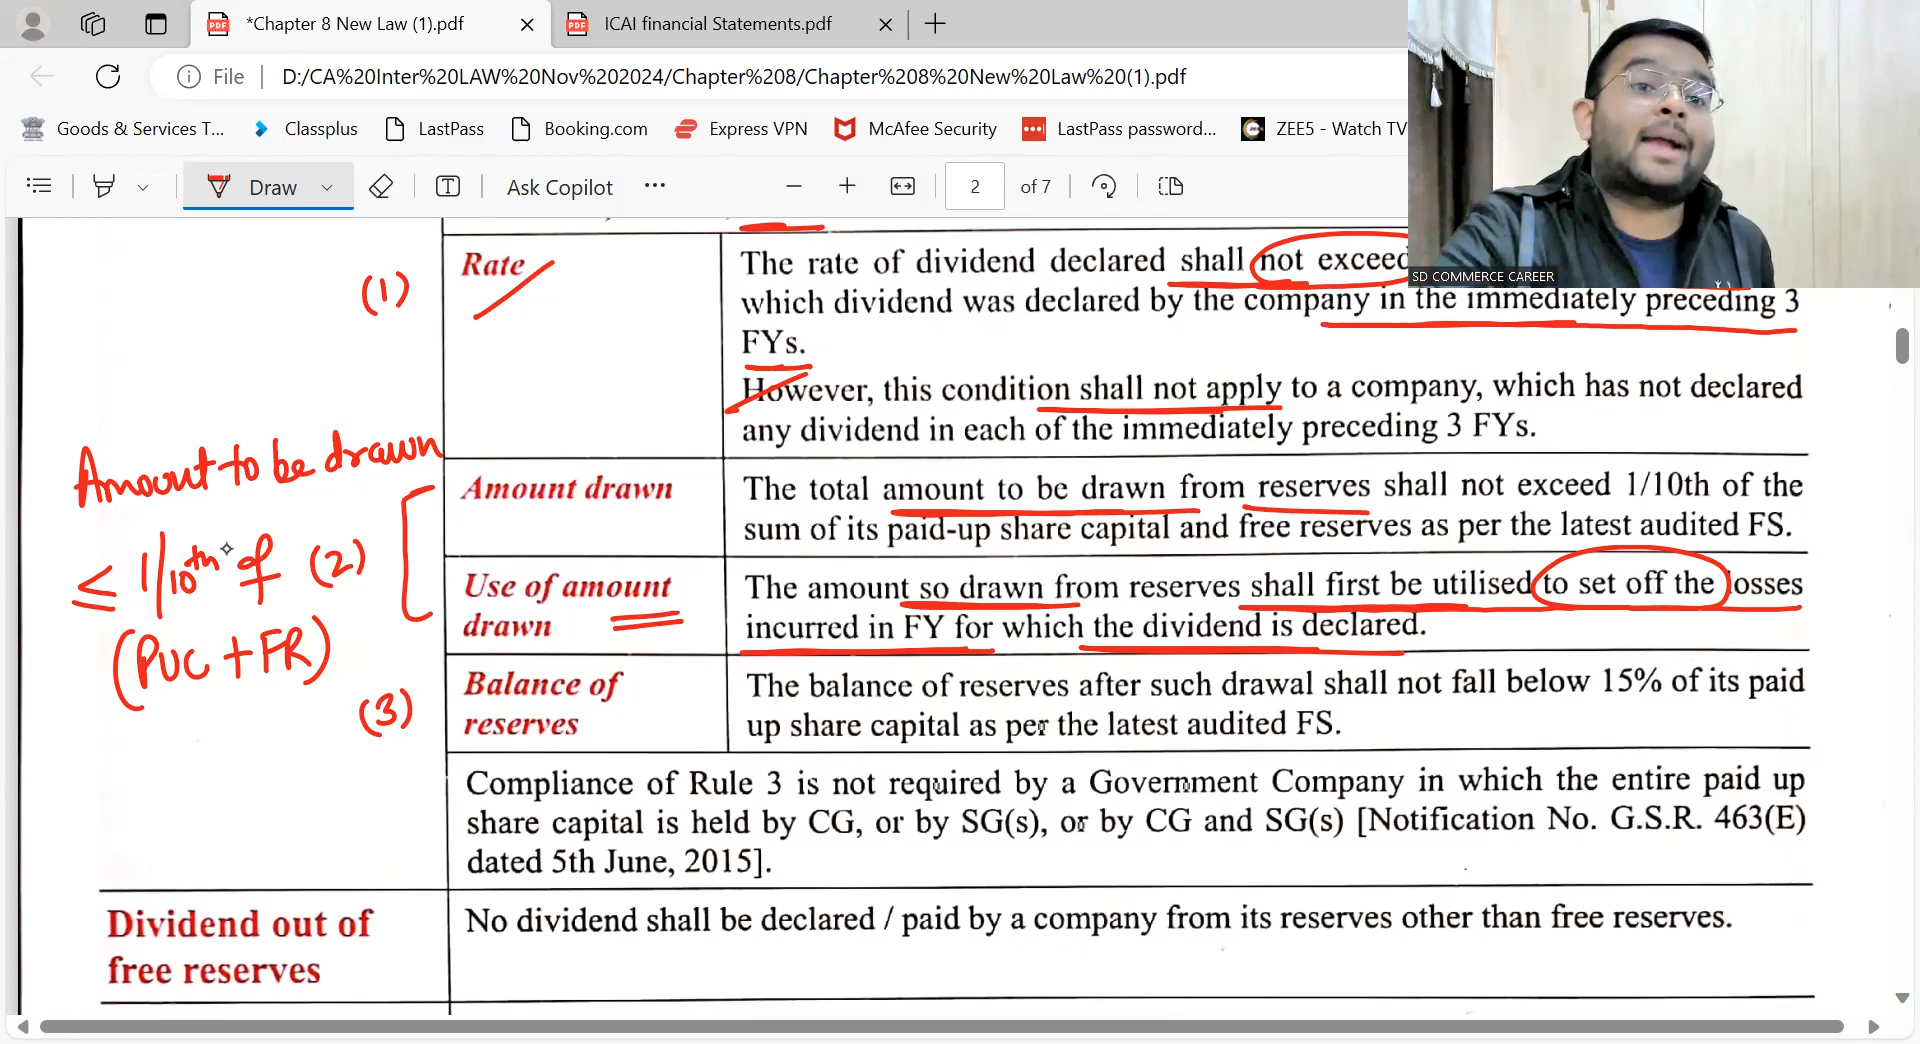 *Chapter 8 New Law (1).pdf
ICAI financial Statements.pdf
File
D:/CA%20Inter%20LAW%20Nov%202024/Chapter%208/Chapter%208%20New%20Law%20(1).pdf
Goods & Services T...
Classplus
LastPass
Booking.com
Express VPN
McAfee Security
LastPass password...
ZEE5 - Watch TV
Draw
Ask Copilot
2
of 7
SD COMMERCE CAREER
(1)
Rate
The rate of dividend declared shall not exceed
which dividend was declared by the company in the immediately preceding 3
FYs.
However, this condition shall not apply to a company, which has not declared
any dividend in each of the immediately preceding 3 FYs.
Amount to be drawn
≤ 1/10th of (2)
(PUC + FR)
Amount drawn
The total amount to be drawn from reserves shall not exceed 1/10th of the
sum of its paid-up share capital and free reserves as per the latest audited FS.
Use of amount
drawn
The amount so drawn from reserves shall first be utilised to set off the losses
incurred in FY for which the dividend is declared.
(3)
Balance of
reserves
The balance of reserves after such drawal shall not fall below 15% of its paid
up share capital as per the latest audited FS.
Compliance of Rule 3 is not required by a Government Company in which the entire paid up
share capital is held by CG, or by SG(s), or by CG and SG(s) [Notification No. G.S.R. 463(E)
dated 5th June, 2015].
Dividend out of
free reserves
No dividend shall be declared / paid by a company from its reserves other than free reserves.